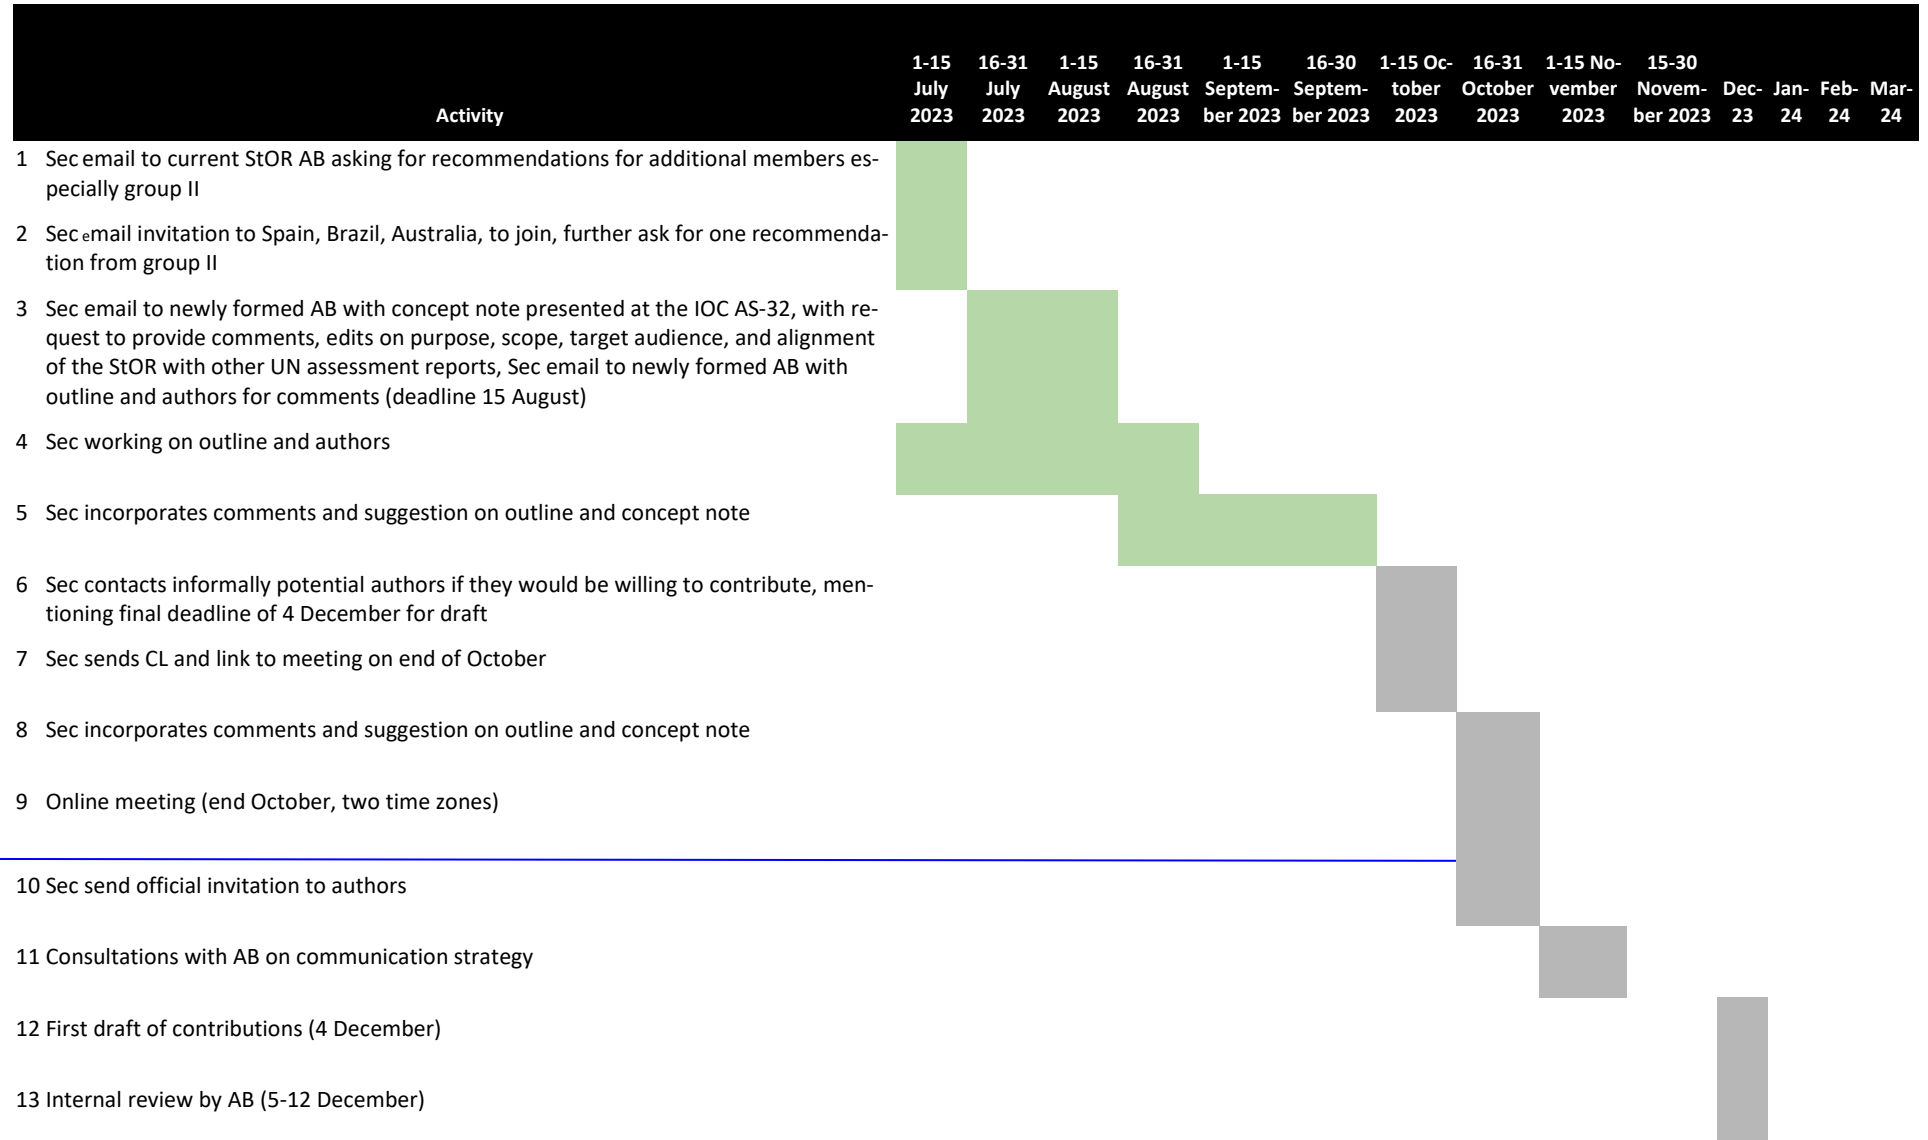 Activity
1-15 July 2023
16-31 July 2023
1-15 August 2023
16-31 August 2023
1-15 Septem-ber 2023
16-30 Septem-ber 2023
1-15 Oc-tober 2023
16-31 October 2023
1-15 No-vember 2023
15-30 Novem-ber 2023
Dec-23
Jan-24
Feb-24
Mar-24
1 Sec email to current StOR AB asking for recommendations for additional members es-
pecially group II
2 Sec email invitation to Spain, Brazil, Australia, to join, further ask for one recommenda-
tion from group II
3 Sec email to newly formed AB with concept note presented at the IOC AS-32, with re-
quest to provide comments, edits on purpose, scope, target audience, and alignment
of the StOR with other UN assessment reports, Sec email to newly formed AB with
outline and authors for comments (deadline 15 August)
4 Sec working on outline and authors
5 Sec incorporates comments and suggestion on outline and concept note
6 Sec contacts informally potential authors if they would be willing to contribute, men-
tioning final deadline of 4 December for draft
7 Sec sends CL and link to meeting on end of October
8 Sec incorporates comments and suggestion on outline and concept note
9 Online meeting (end October, two time zones)
10 Sec send official invitation to authors
11 Consultations with AB on communication strategy
12 First draft of contributions (4 December)
13 Internal review by AB (5-12 December)